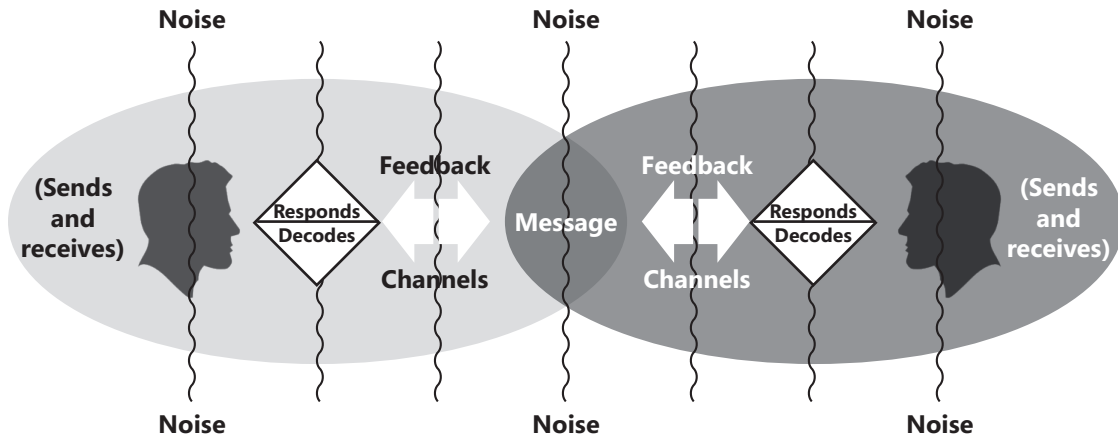 Noise
Noise
Noise
(Sends
and
receives)
Responds
Decodes
Feedback
Channels
Message
Feedback
Channels
Responds
Decodes
(Sends
and
receives)
Noise
Noise
Noise